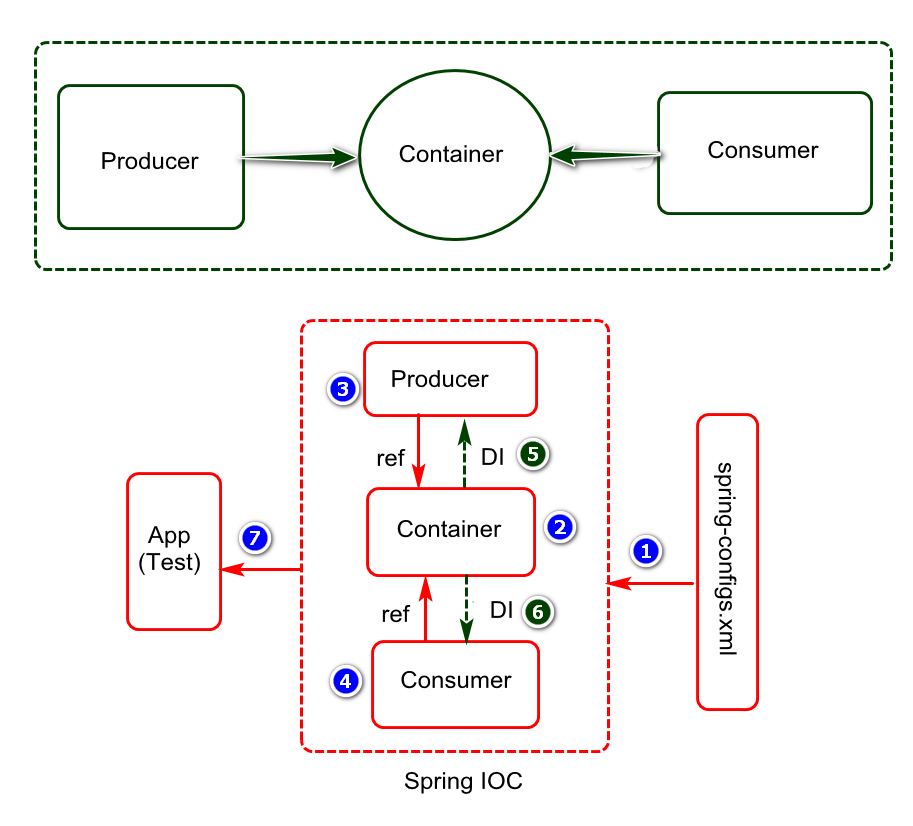 Producer
Container
Consumer
3
Producer
ref
DI
5
App
(Test)
7
Container
2
1
spring-configs.xml
ref
DI
6
4
Consumer
Spring IOC